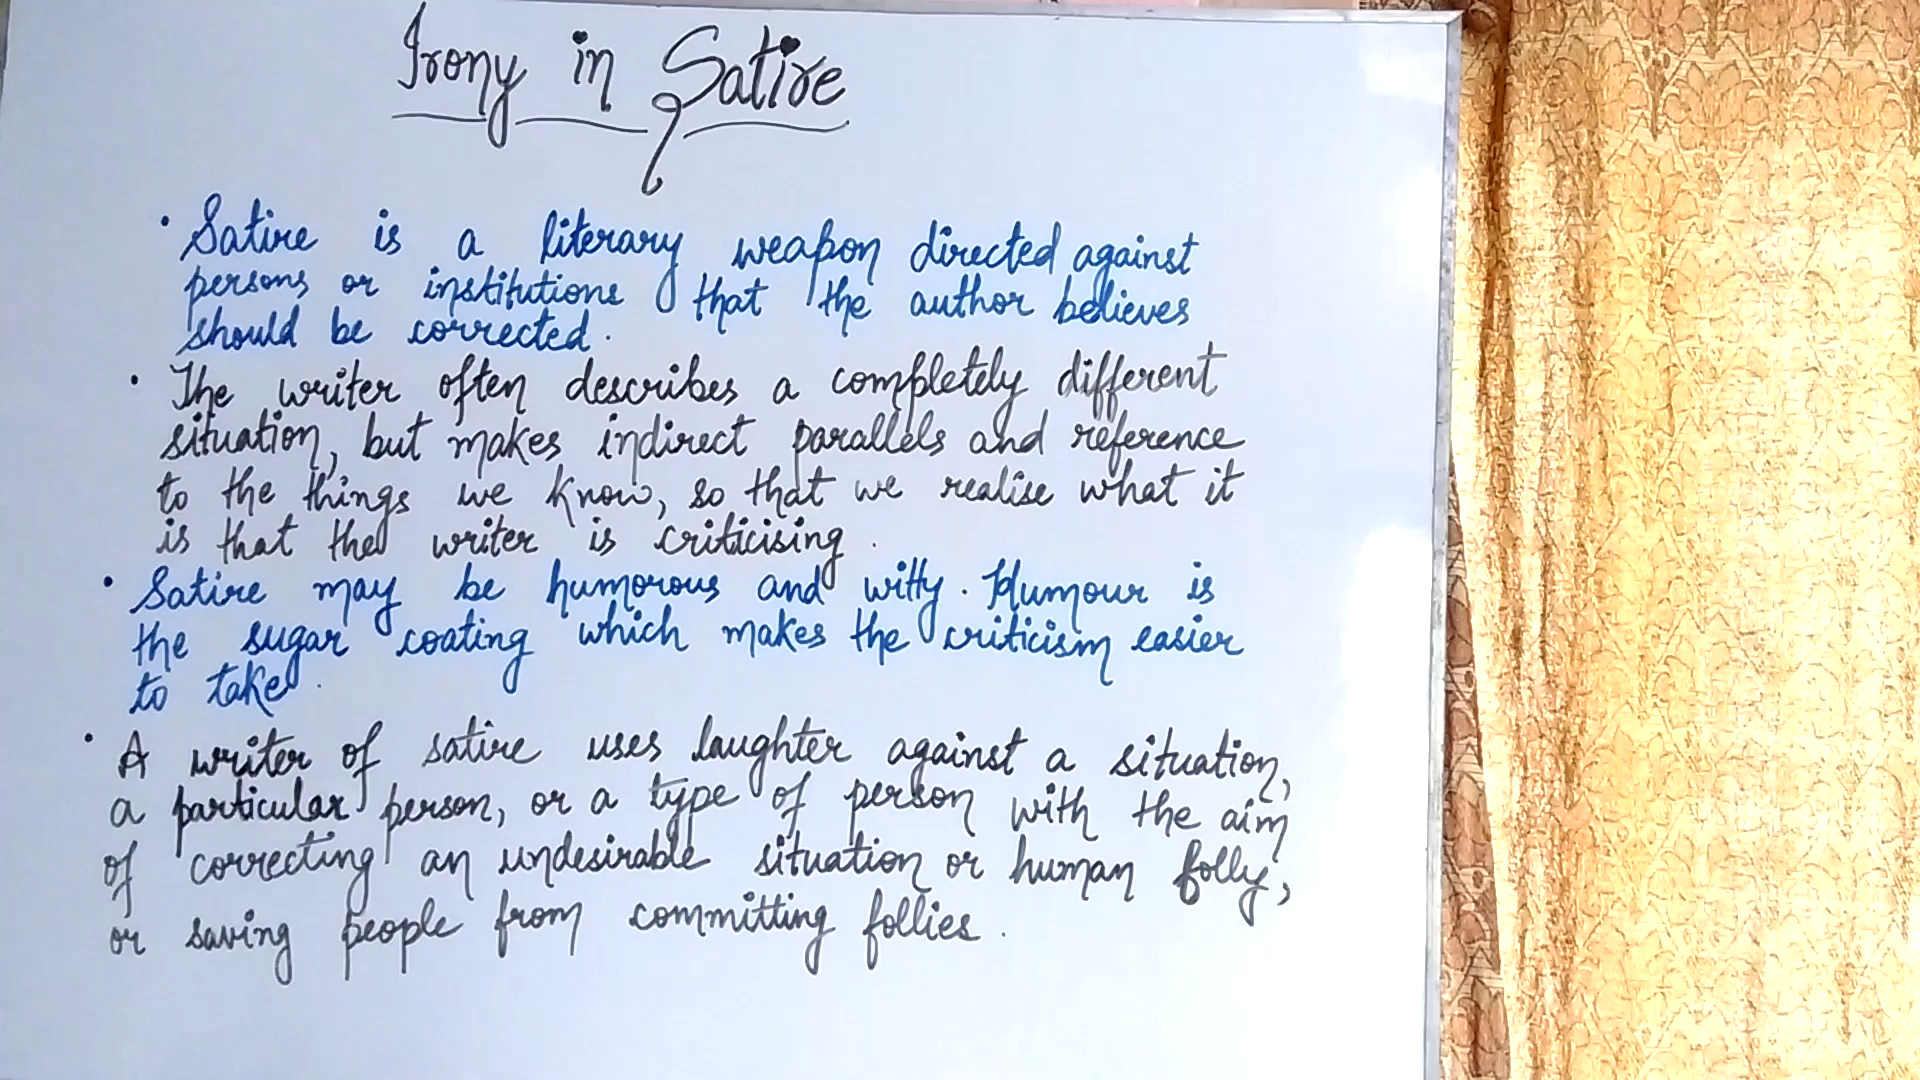 Irony in Satire
• Satire is a literary weapon directed against
persons or institutions that the author believes
should be corrected.
• The writer often describes a completely different
situation, but makes indirect parallels and reference
to the things we know, so that we realise what it
is that the writer is criticising.
• Satire may be humorous and witty. Humour is
the sugar coating which makes the criticism easier
to take.
• A writer of satire uses laughter against a situation,
a particular person, or a type of person with the aim
of correcting an undesirable situation or human folly,
or saving people from committing follies.